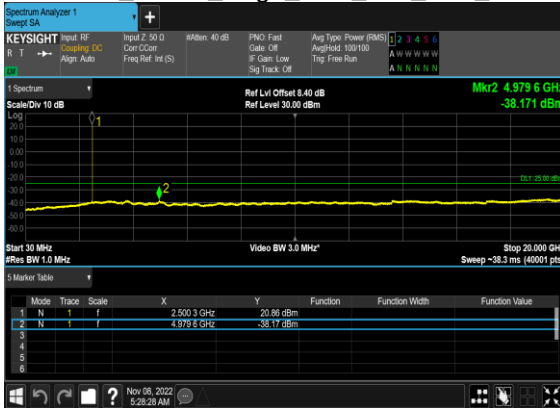 Spectrum Analyzer 1
Swept SA
KEYSIGHT
R T
Input: RF
Coupling: DC
Align: Auto
Input Z: 50 Ω
Corr CCorr
Freq Ref: Int (S)
#Atten: 40 dB
PNO: Fast
Gate: Off
IF Gain: Low
Sig Track: Off
Avg Type: Power (RMS)
Avg|Hold: 100/100
Trig: Free Run
1 2 3 4 5 6
A W W W W W
A N N N N N
1 Spectrum
Scale/Div 10 dB
Ref Lvl Offset 8.40 dB
Ref Level 30.00 dBm
Mkr2 4.979 6 GHz
-38.171 dBm
Log
20.0
10.0
0.00
-10.0
-20.0
-30.0
-40.0
-50.0
-60.0
1
2
Start 30 MHz
#Res BW 1.0 MHz
Video BW 3.0 MHz*
Stop 20.000 GH
Sweep ~38.3 ms (40001 pts
5 Marker Table
Mode Trace Scale X Y Function Function Width Function Value
1 N 1 f 2.500 3 GHz 20.86 dBm
2 N 1 f 4.979 6 GHz -38.17 dBm
3
4
5
6
Nov 08, 2022
5:28:28 AM